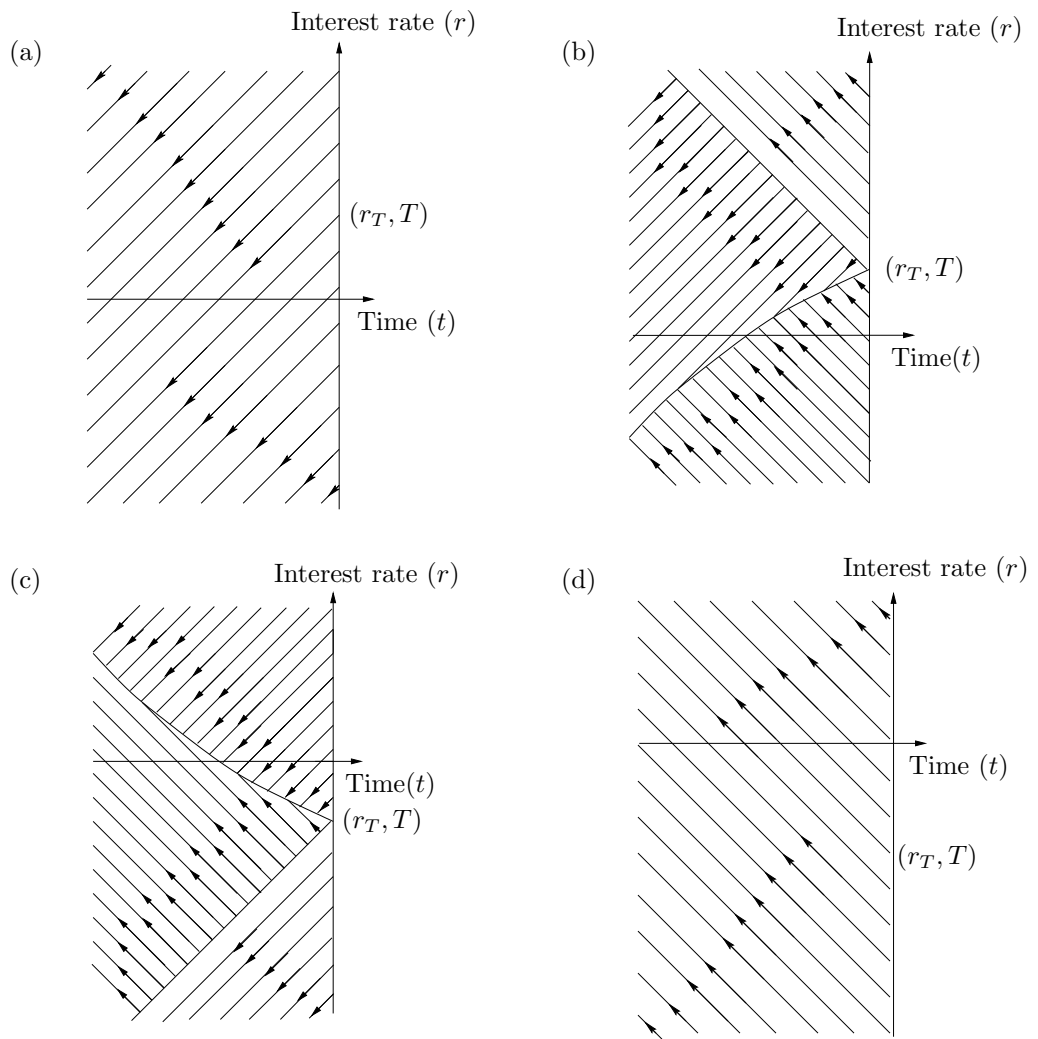 (a)
Interest rate (r)
(r_T, T)
Time (t)
(b)
Interest rate (r)
(r_T, T)
Time(t)
(c)
Interest rate (r)
Time(t)
(r_T, T)
(d)
Interest rate (r)
Time (t)
(r_T, T)